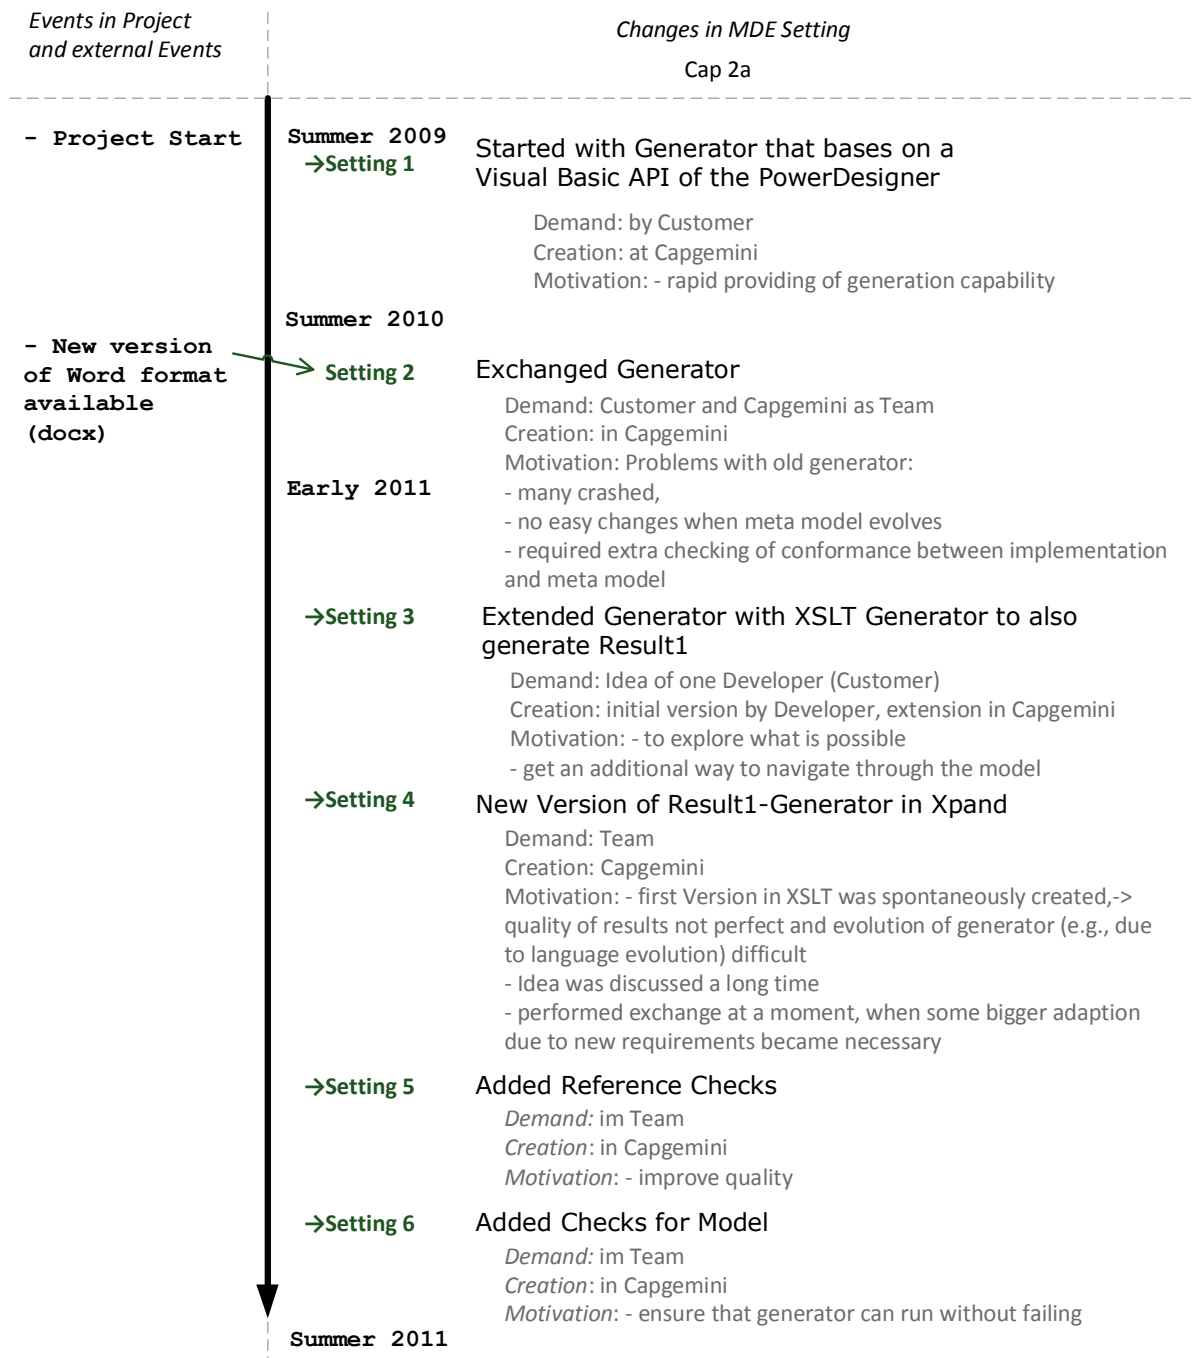 Events in Project
and external Events
Changes in MDE Setting
Cap 2a
- Project Start
Summer 2009
→Setting 1
Started with Generator that bases on a
Visual Basic API of the PowerDesigner
Demand: by Customer
Creation: at Capgemini
Motivation: - rapid providing of generation capability
Summer 2010
- New version
of Word format
available
(docx)
Setting 2
Exchanged Generator
Demand: Customer and Capgemini as Team
Creation: in Capgemini
Motivation: Problems with old generator:
- many crashed,
- no easy changes when meta model evolves
- required extra checking of conformance between implementation
and meta model
Early 2011
→Setting 3
Extended Generator with XSLT Generator to also
generate Result1
Demand: Idea of one Developer (Customer)
Creation: initial version by Developer, extension in Capgemini
Motivation: - to explore what is possible
- get an additional way to navigate through the model
→Setting 4
New Version of Result1-Generator in Xpand
Demand: Team
Creation: Capgemini
Motivation: - first Version in XSLT was spontaneously created,->
quality of results not perfect and evolution of generator (e.g., due
to language evolution) difficult
- Idea was discussed a long time
- performed exchange at a moment, when some bigger adaption
due to new requirements became necessary
→Setting 5
Added Reference Checks
Demand: im Team
Creation: in Capgemini
Motivation: - improve quality
→Setting 6
Added Checks for Model
Demand: im Team
Creation: in Capgemini
Motivation: - ensure that generator can run without failing
Summer 2011